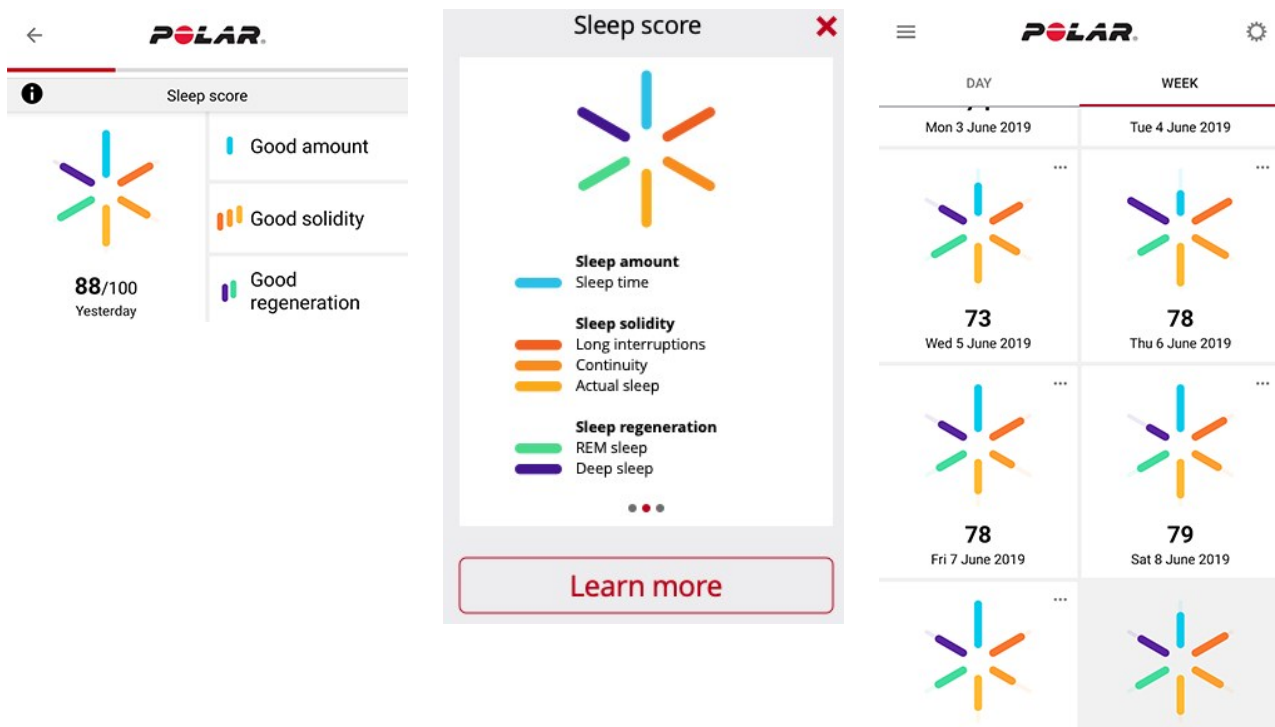 POLAR
Sleep score
Good amount
Good solidity
Good
regeneration
88/100
Yesterday
Sleep score
Sleep amount
Sleep time
Sleep solidity
Long interruptions
Continuity
Actual sleep
Sleep regeneration
REM sleep
Deep sleep
Learn more
POLAR
DAY WEEK
Mon 3 June 2019 Tue 4 June 2019
73 78
Wed 5 June 2019 Thu 6 June 2019
78 79
Fri 7 June 2019 Sat 8 June 2019